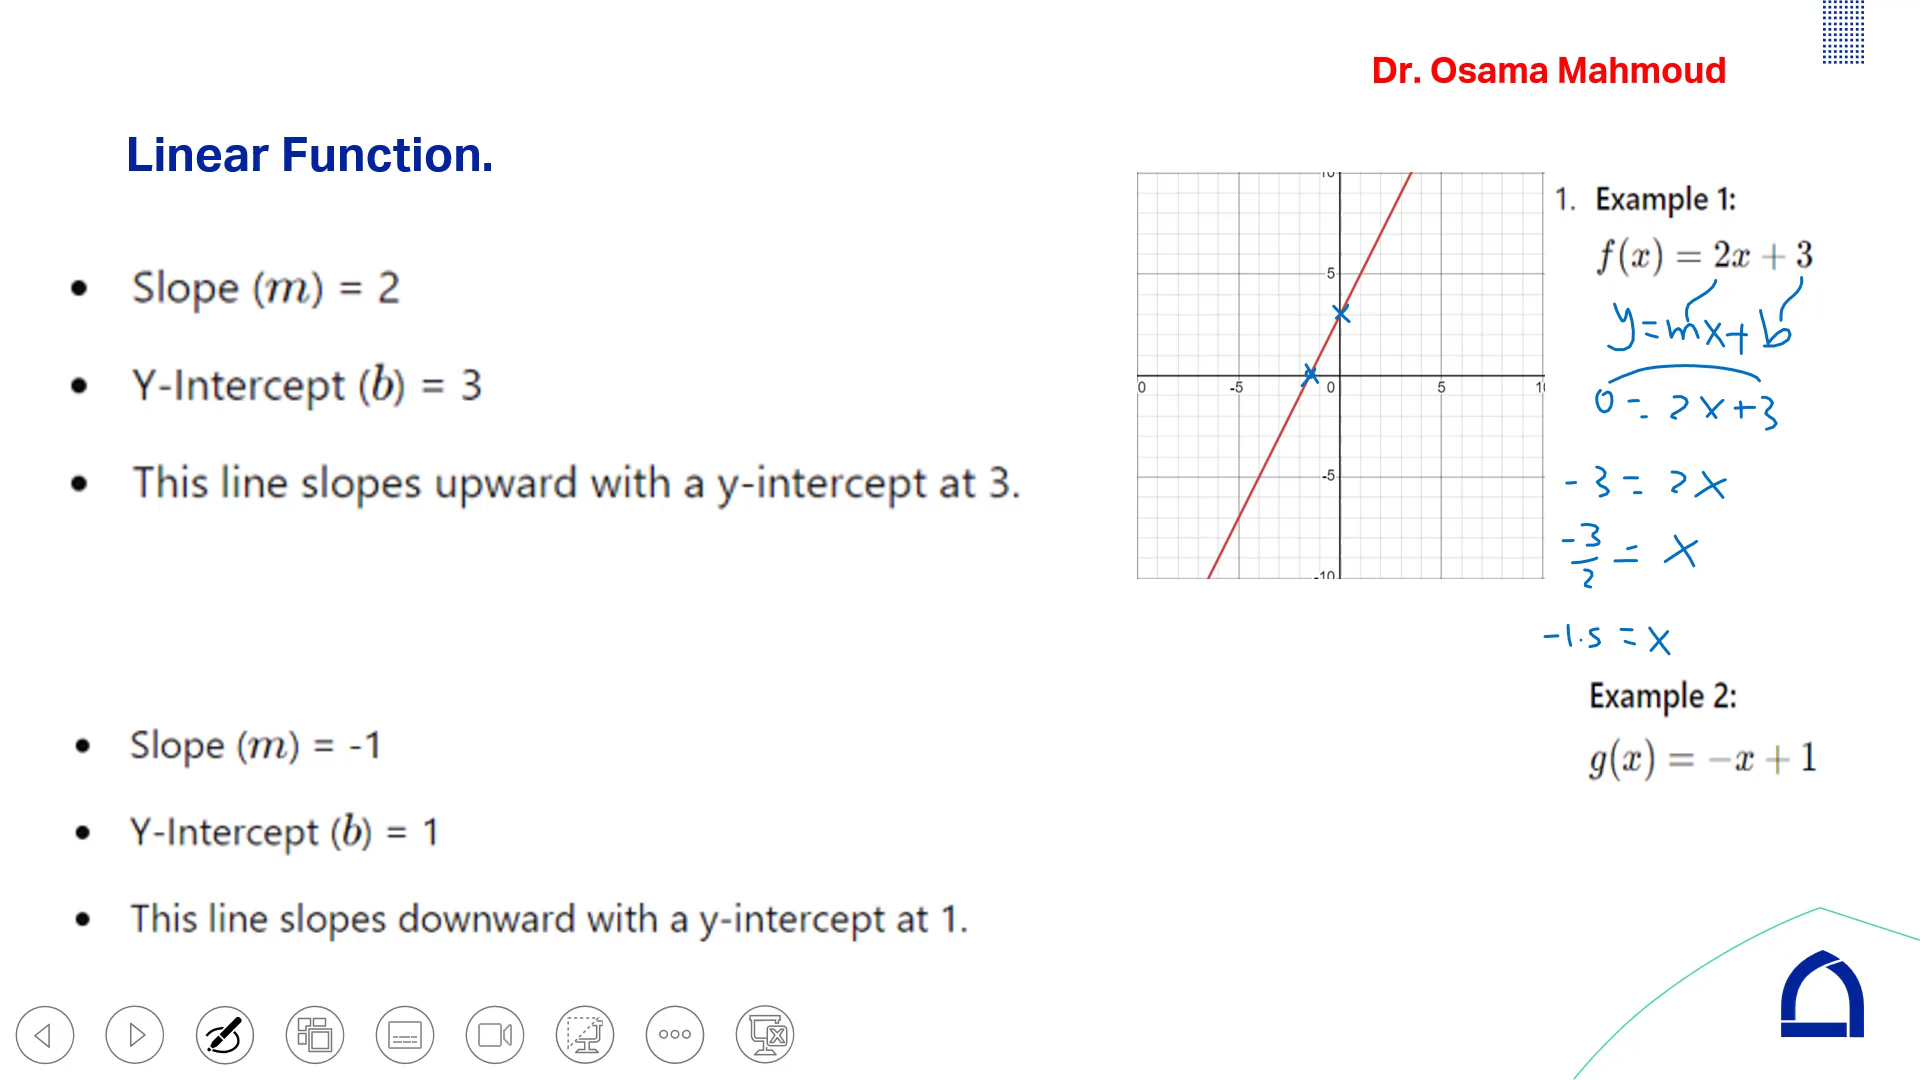 Dr. Osama Mahmoud
Linear Function.
• Slope (m) = 2
• Y-Intercept (b) = 3
• This line slopes upward with a y-intercept at 3.
10
5
-5
0
5
10
0
-5
-10
1. Example 1:
f(x) = 2x + 3
y = mx + b
0 = 2x + 3
-3 = 2x
-3/2 = x
-1.5 = x
• Slope (m) = -1
• Y-Intercept (b) = 1
• This line slopes downward with a y-intercept at 1.
Example 2:
g(x) = −x + 1